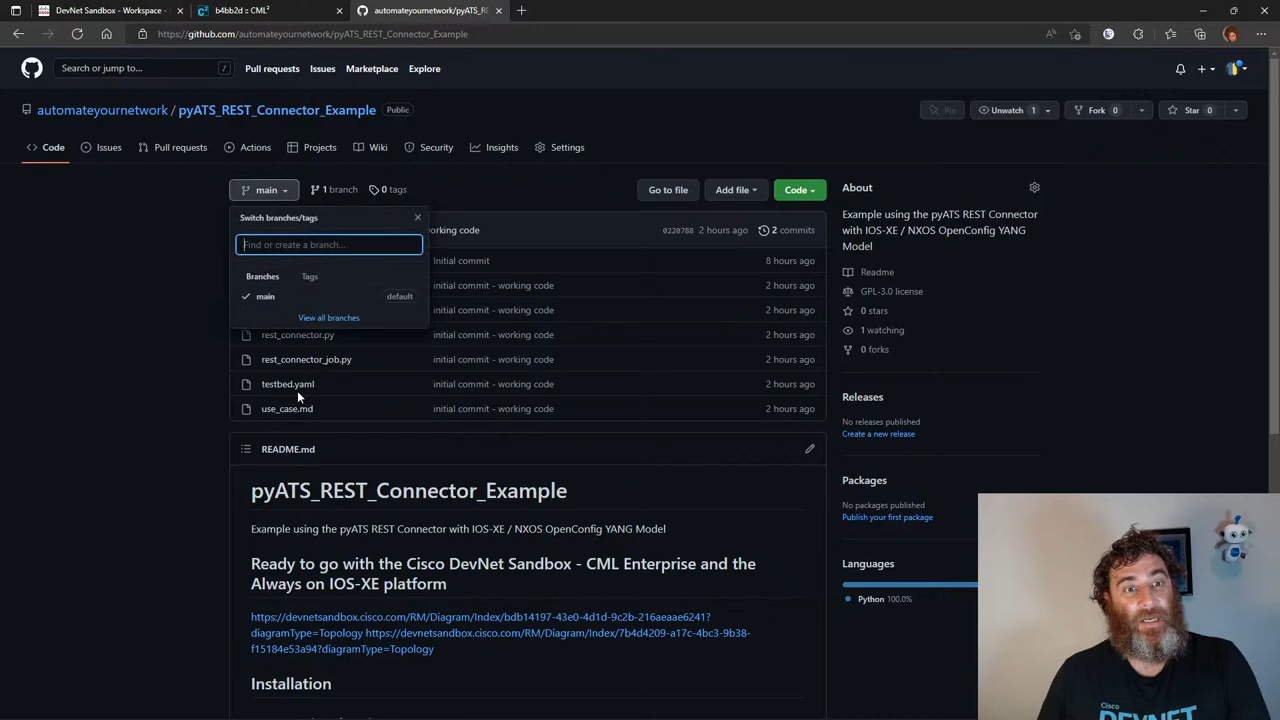 DevNet Sandbox - Workspace -
b4bb2d :: CML²
automateyournetwork/pyATS_RE
https://github.com/automateyournetwork/pyATS_REST_Connector_Example
Search or jump to...
/
Pull requests
Issues
Marketplace
Explore
automateyournetwork / pyATS_REST_Connector_Example
Public
Pin
Unwatch 1
Fork 0
Star 0
Code
Issues
Pull requests
Actions
Projects
Wiki
Security
Insights
Settings
main
1 branch
0 tags
Go to file
Add file
Code
Switch branches/tags
Find or create a branch...
Branches
Tags
main
default
View all branches
orking code
0220788
2 hours ago
2 commits
Initial commit
8 hours ago
initial commit - working code
2 hours ago
initial commit - working code
2 hours ago
rest_connector.py
initial commit - working code
2 hours ago
rest_connector_job.py
initial commit - working code
2 hours ago
testbed.yaml
initial commit - working code
2 hours ago
use_case.md
initial commit - working code
2 hours ago
README.md
pyATS_REST_Connector_Example
Example using the pyATS REST Connector with IOS-XE / NXOS OpenConfig YANG Model
Ready to go with the Cisco DevNet Sandbox - CML Enterprise and the
Always on IOS-XE platform
https://devnetsandbox.cisco.com/RM/Diagram/Index/bdb14197-43e0-4d1d-9c2b-216aeaae6241?
diagramType=Topology https://devnetsandbox.cisco.com/RM/Diagram/Index/7b4d4209-a17c-4bc3-9b38-
f15184e53a94?diagramType=Topology
Installation
About
Example using the pyATS REST Connector
with IOS-XE / NXOS OpenConfig YANG
Model
Readme
GPL-3.0 license
0 stars
1 watching
0 forks
Releases
No releases published
Create a new release
Packages
No packages published
Publish your first package
Languages
Python 100.0%
Cisco
DEVNET